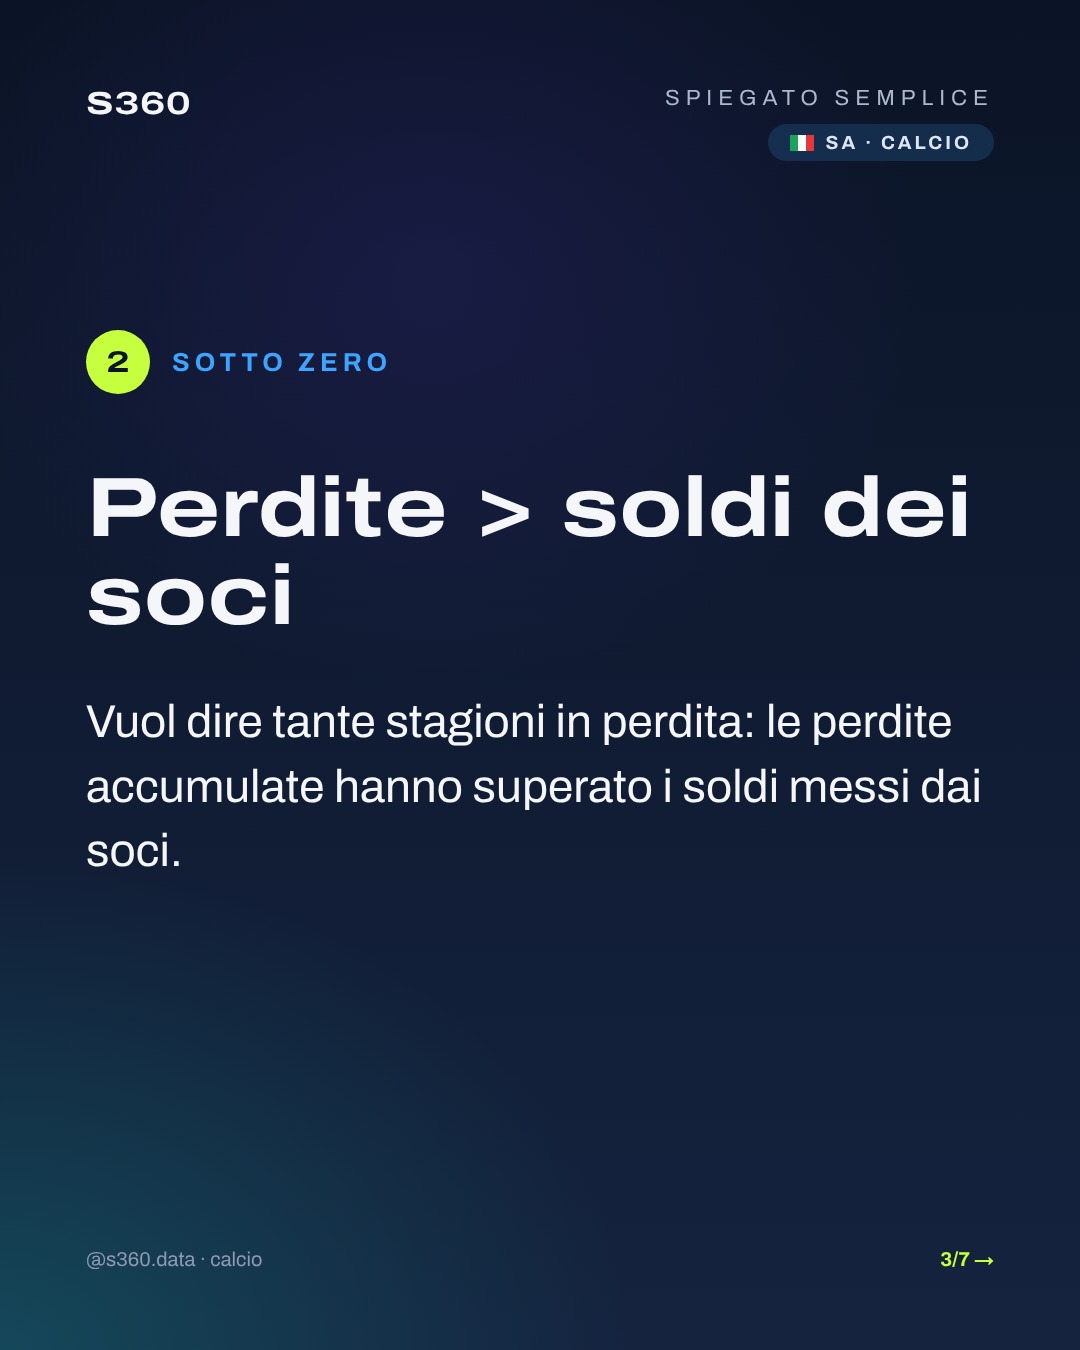 S360
SPIEGATO SEMPLICE
SA · CALCIO
2
SOTTO ZERO
Perdite > soldi dei
soci
Vuol dire tante stagioni in perdita: le perdite
accumulate hanno superato i soldi messi dai
soci.
@s360.data · calcio
3/7 →